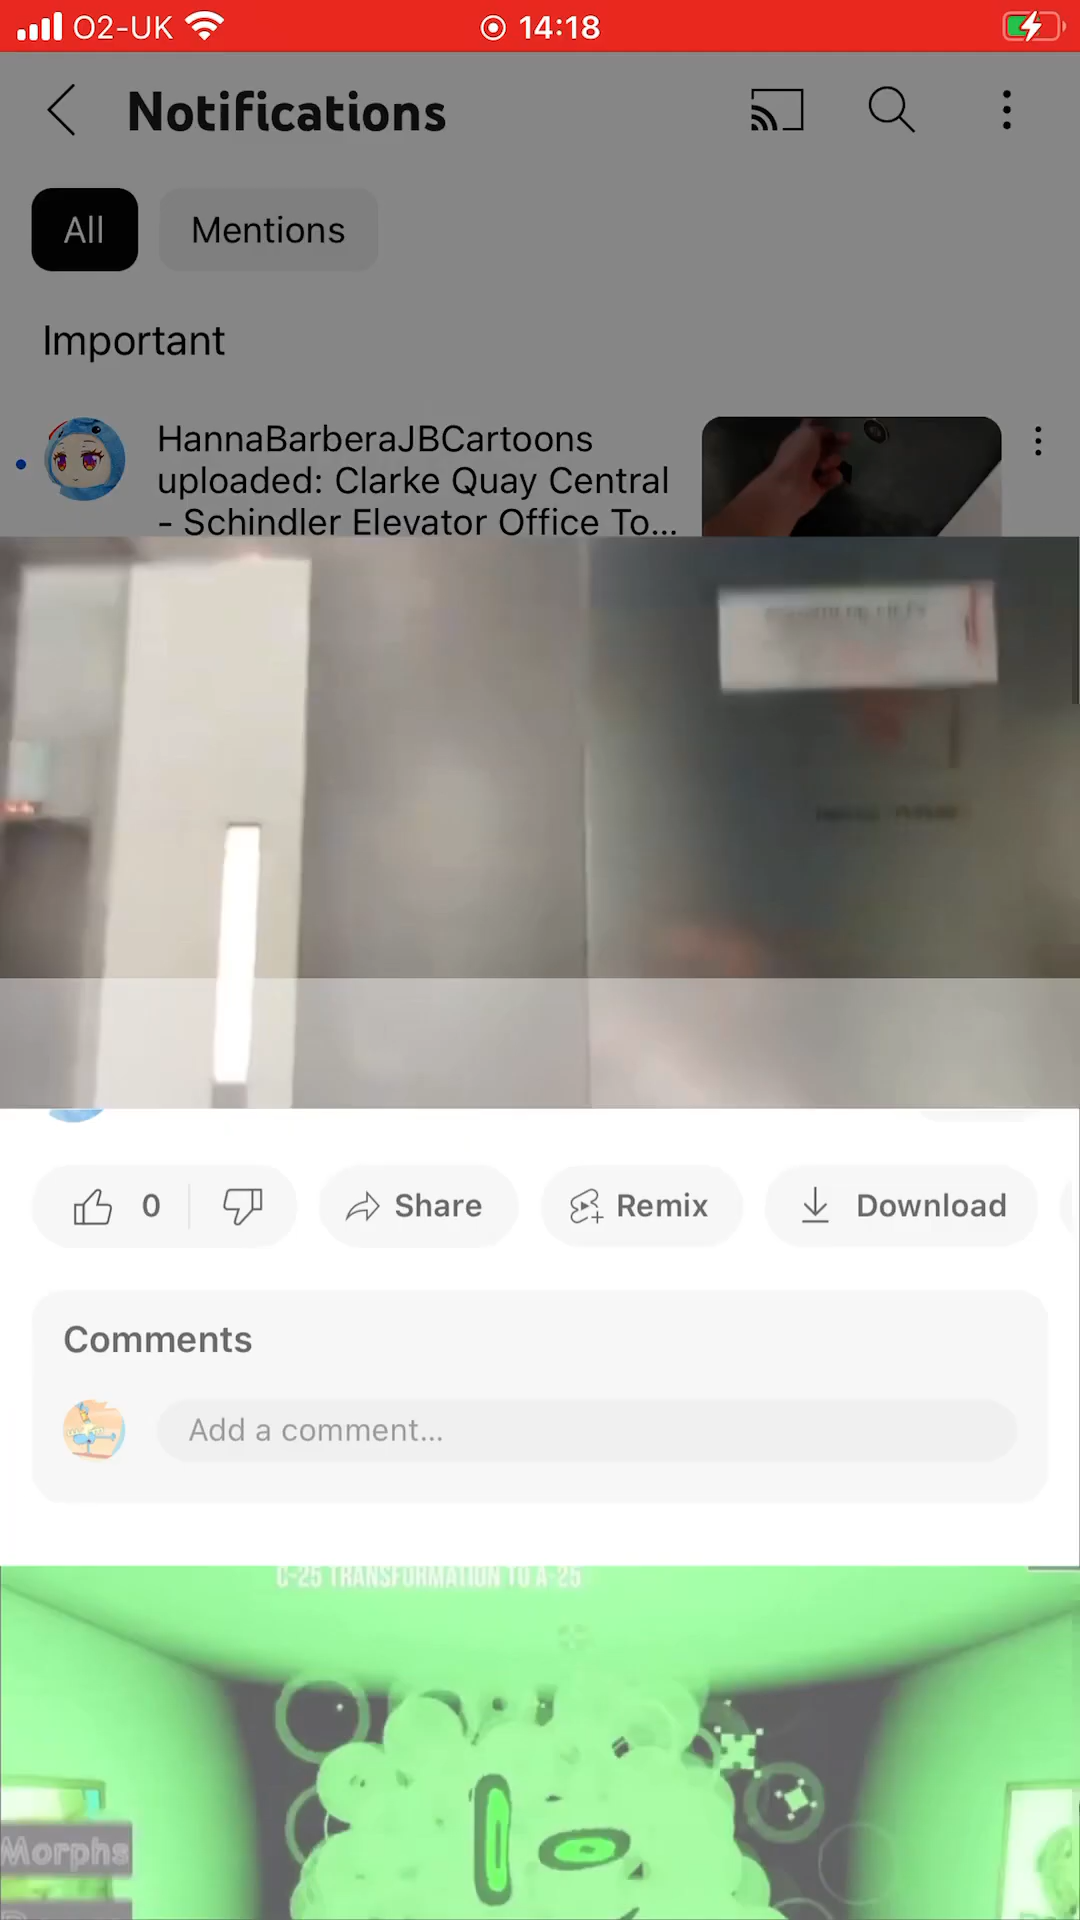 O2-UK
14:18
Notifications
All
Mentions
Important
HannaBarberaJBCartoons
uploaded: Clarke Quay Central
- Schindler Elevator Office To...
0
Share
Remix
Download
Comments
Add a comment...
C-25 TRANSFORMATION TO A-25
Morphs